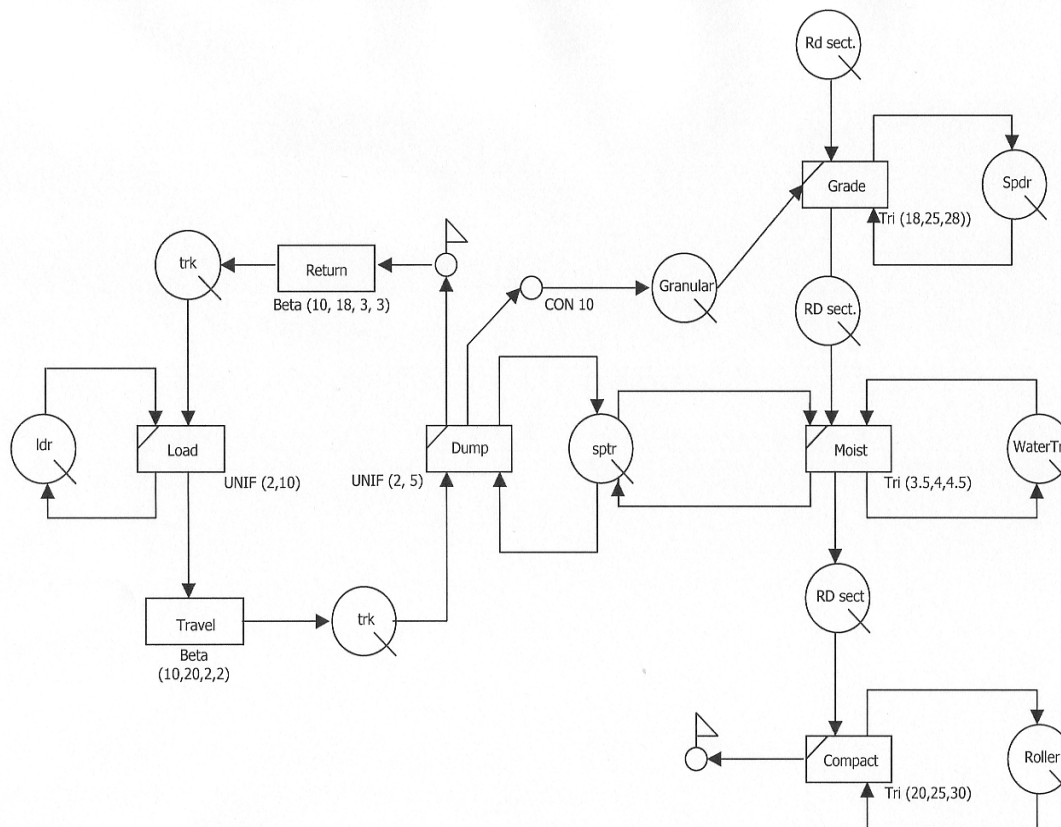 Rd sect.
Grade
Spdr
Tri (18,25,28))
trk
Return
Beta (10, 18, 3, 3)
CON 10
Granular
RD sect.
ldr
Load
UNIF (2,10)
Dump
UNIF (2, 5)
sptr
Moist
WaterTr
Tri (3.5,4,4.5)
Travel
Beta
(10,20,2,2)
trk
RD sect
Compact
Roller
Tri (20,25,30)